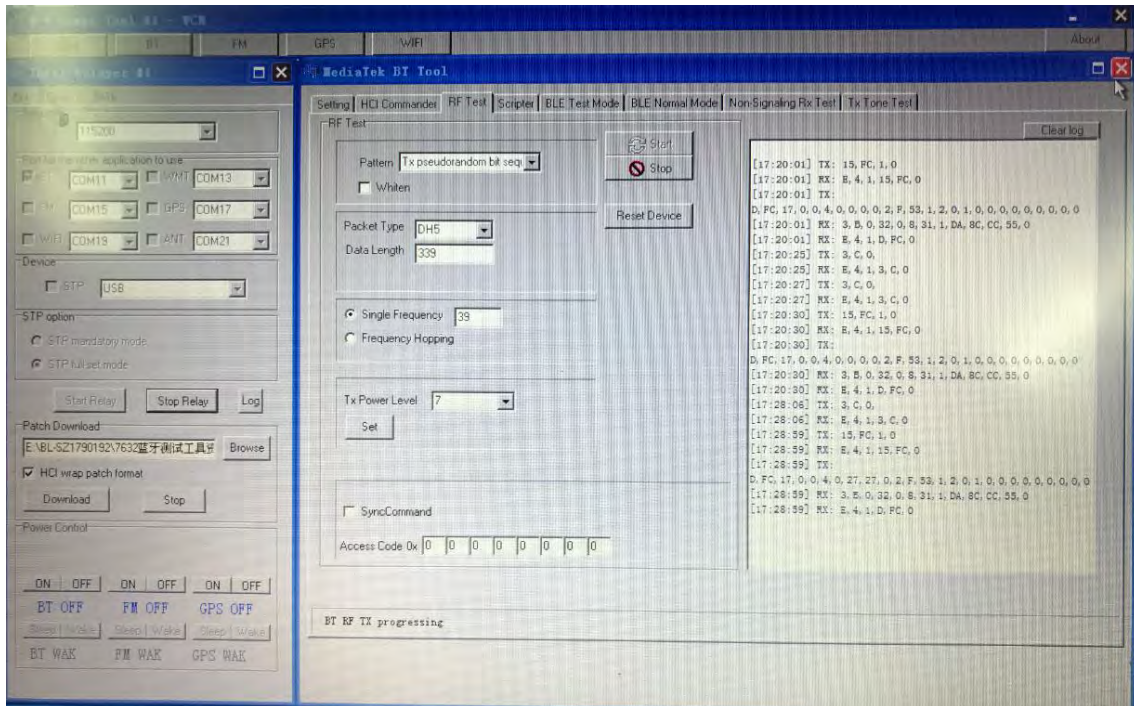 BT
FM
GPS
WIFI
About
MediaTek BT Tool
Setting
HCI Commander
RF Test
Scripter
BLE Test Mode
BLE Normal Mode
Non-Signaling Rx Test
Tx Tone Test
115200
application to use
COM11
WMT
COM13
COM15
GPS
COM17
WiFi
COM19
ANT
COM21
Device
STP
USB
STP option
STP mandatory mode
STP full set mode
Start Relay
Stop Relay
Log
Patch Download
E:\BL-SZ1790192\7632蓝牙测试工具
Browse
HCI wrap patch format
Download
Stop
Power Control
ON OFF ON OFF ON OFF
BT OFF FM OFF GPS OFF
Sleep Wake Sleep Wake Sleep Wake
BT WAK FM WAK GPS WAK
RF Test
Pattern
Tx pseudorandom bit sequ
Whiten
Start
Stop
Reset Device
Packet Type
DH5
Data Length
339
Single Frequency
39
Frequency Hopping
Tx Power Level
7
Set
SyncCommand
Access Code 0x 0 0 0 0 0 0 0 0
BT RF TX progressing
Clear log
[17:20:01] TX: 15, FC, 1, 0
[17:20:01] RX: E, 4, 1, 15, FC, 0
[17:20:01] TX:
D, FC, 17, 0, 0, 4, 0, 0, 0, 0, 2, F, 53, 1, 2, 0, 1, 0, 0, 0, 0, 0, 0, 0, 0, 0
[17:20:01] RX: 3, B, 0, 32, 0, 8, 31, 1, DA, 8C, CC, 55, 0
[17:20:01] RX: E, 4, 1, D, FC, 0
[17:20:25] TX: 3, C, 0,
[17:20:25] RX: E, 4, 1, 3, C, 0
[17:20:27] TX: 3, C, 0,
[17:20:27] RX: E, 4, 1, 3, C, 0
[17:20:30] TX: 15, FC, 1, 0
[17:20:30] RX: E, 4, 1, 15, FC, 0
[17:20:30] TX:
D, FC, 17, 0, 0, 4, 0, 0, 0, 0, 2, F, 53, 1, 2, 0, 1, 0, 0, 0, 0, 0, 0, 0, 0, 0
[17:20:30] RX: 3, B, 0, 32, 0, 8, 31, 1, DA, 8C, CC, 55, 0
[17:20:30] RX: E, 4, 1, D, FC, 0
[17:28:06] TX: 3, C, 0,
[17:28:06] RX: E, 4, 1, 3, C, 0
[17:28:59] TX: 15, FC, 1, 0
[17:28:59] RX: E, 4, 1, 15, FC, 0
[17:28:59] TX:
D, FC, 17, 0, 0, 4, 0, 27, 27, 0, 2, F, 53, 1, 2, 0, 1, 0, 0, 0, 0, 0, 0, 0, 0, 0
[17:28:59] RX: 3, B, 0, 32, 0, 8, 31, 1, DA, 8C, CC, 55, 0
[17:28:59] RX: E, 4, 1, D, FC, 0